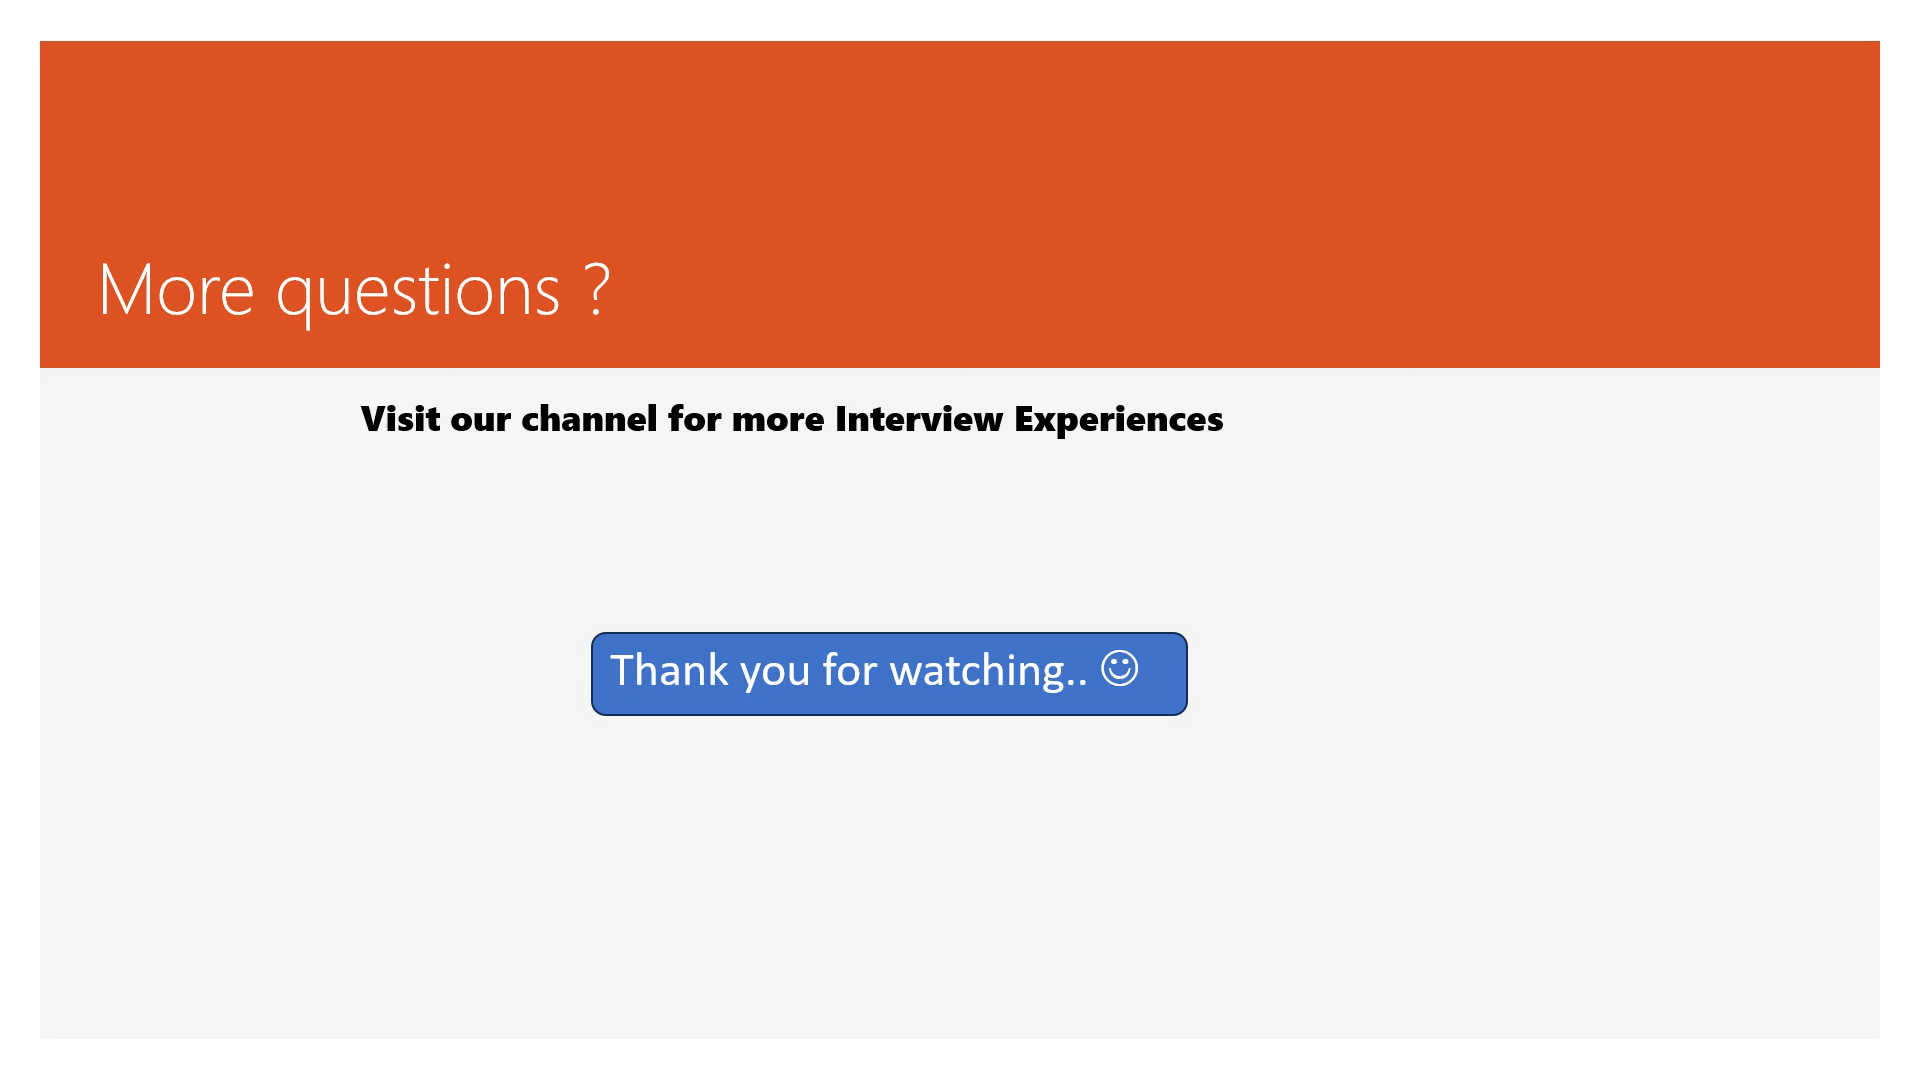 More questions ?
Visit our channel for more Interview Experiences
Thank you for watching.. ☺